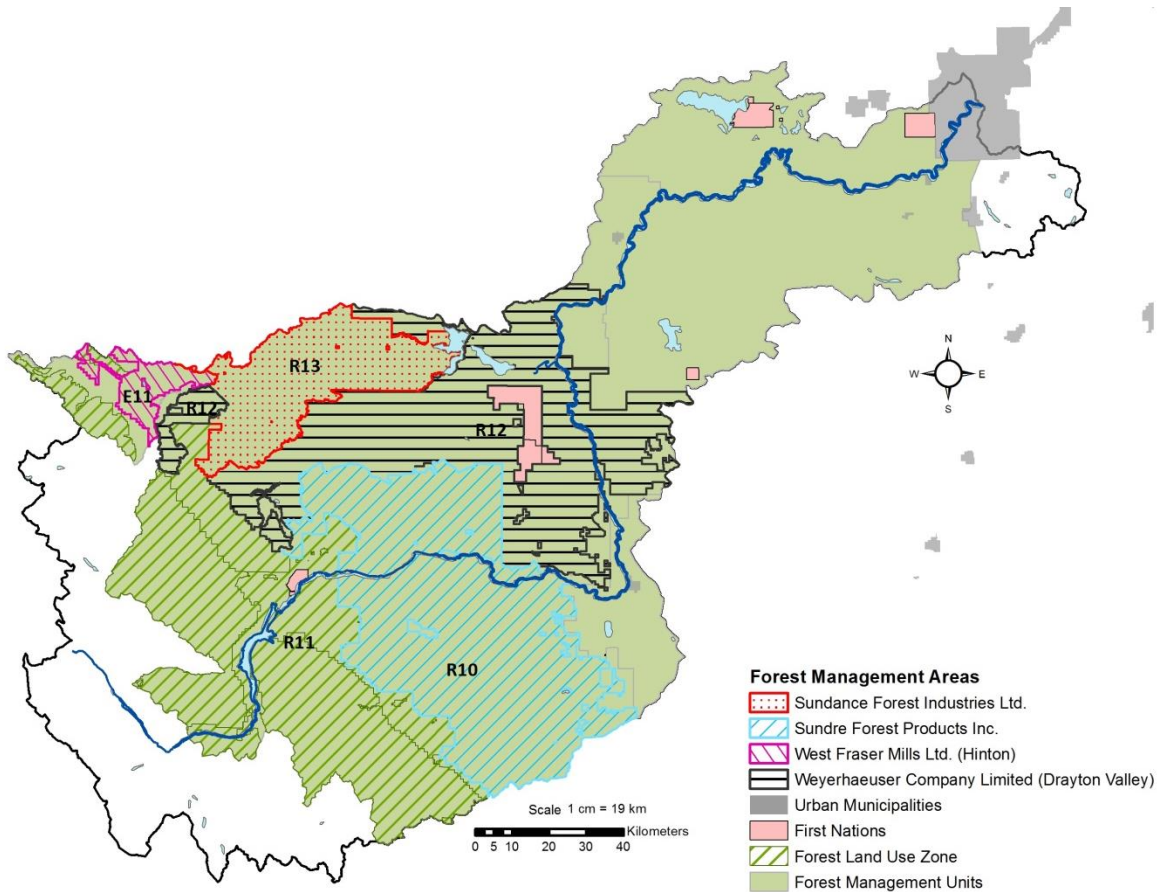 R13
E11
R12
R12
R11
R10
N
W E
S
Forest Management Areas
Sundance Forest Industries Ltd.
Sundre Forest Products Inc.
West Fraser Mills Ltd. (Hinton)
Weyerhaeuser Company Limited (Drayton Valley)
Urban Municipalities
First Nations
Forest Land Use Zone
Forest Management Units
Scale 1 cm = 19 km
Kilometers
0 5 10 20 30 40